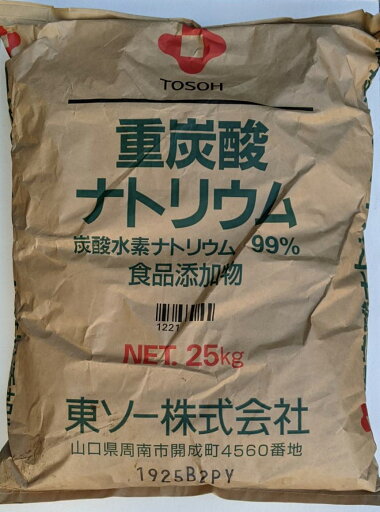 TOSOH
重炭酸
ナトリウム
炭酸水素ナトリウム 99%
食品添加物
1221
NET. 25kg
東ソー株式会社
山口県周南市開成町4560番地
1925B2PY